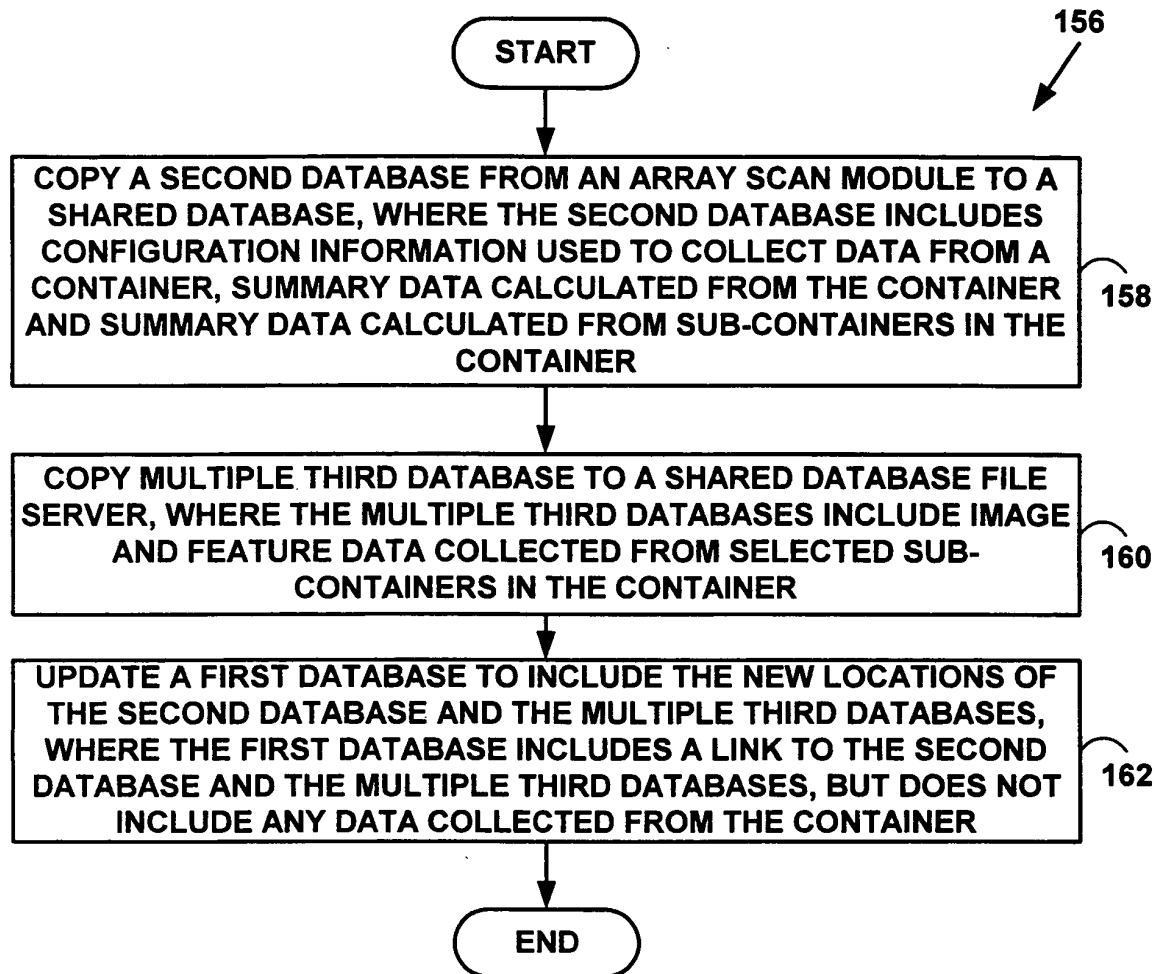 156
START
COPY A SECOND DATABASE FROM AN ARRAY SCAN MODULE TO A
SHARED DATABASE, WHERE THE SECOND DATABASE INCLUDES
CONFIGURATION INFORMATION USED TO COLLECT DATA FROM A
CONTAINER, SUMMARY DATA CALCULATED FROM THE CONTAINER
AND SUMMARY DATA CALCULATED FROM SUB-CONTAINERS IN THE
CONTAINER
158
COPY MULTIPLE THIRD DATABASE TO A SHARED DATABASE FILE
SERVER, WHERE THE MULTIPLE THIRD DATABASES INCLUDE IMAGE
AND FEATURE DATA COLLECTED FROM SELECTED SUB-
CONTAINERS IN THE CONTAINER
160
UPDATE A FIRST DATABASE TO INCLUDE THE NEW LOCATIONS OF
THE SECOND DATABASE AND THE MULTIPLE THIRD DATABASES,
WHERE THE FIRST DATABASE INCLUDES A LINK TO THE SECOND
DATABASE AND THE MULTIPLE THIRD DATABASES, BUT DOES NOT
INCLUDE ANY DATA COLLECTED FROM THE CONTAINER
162
END